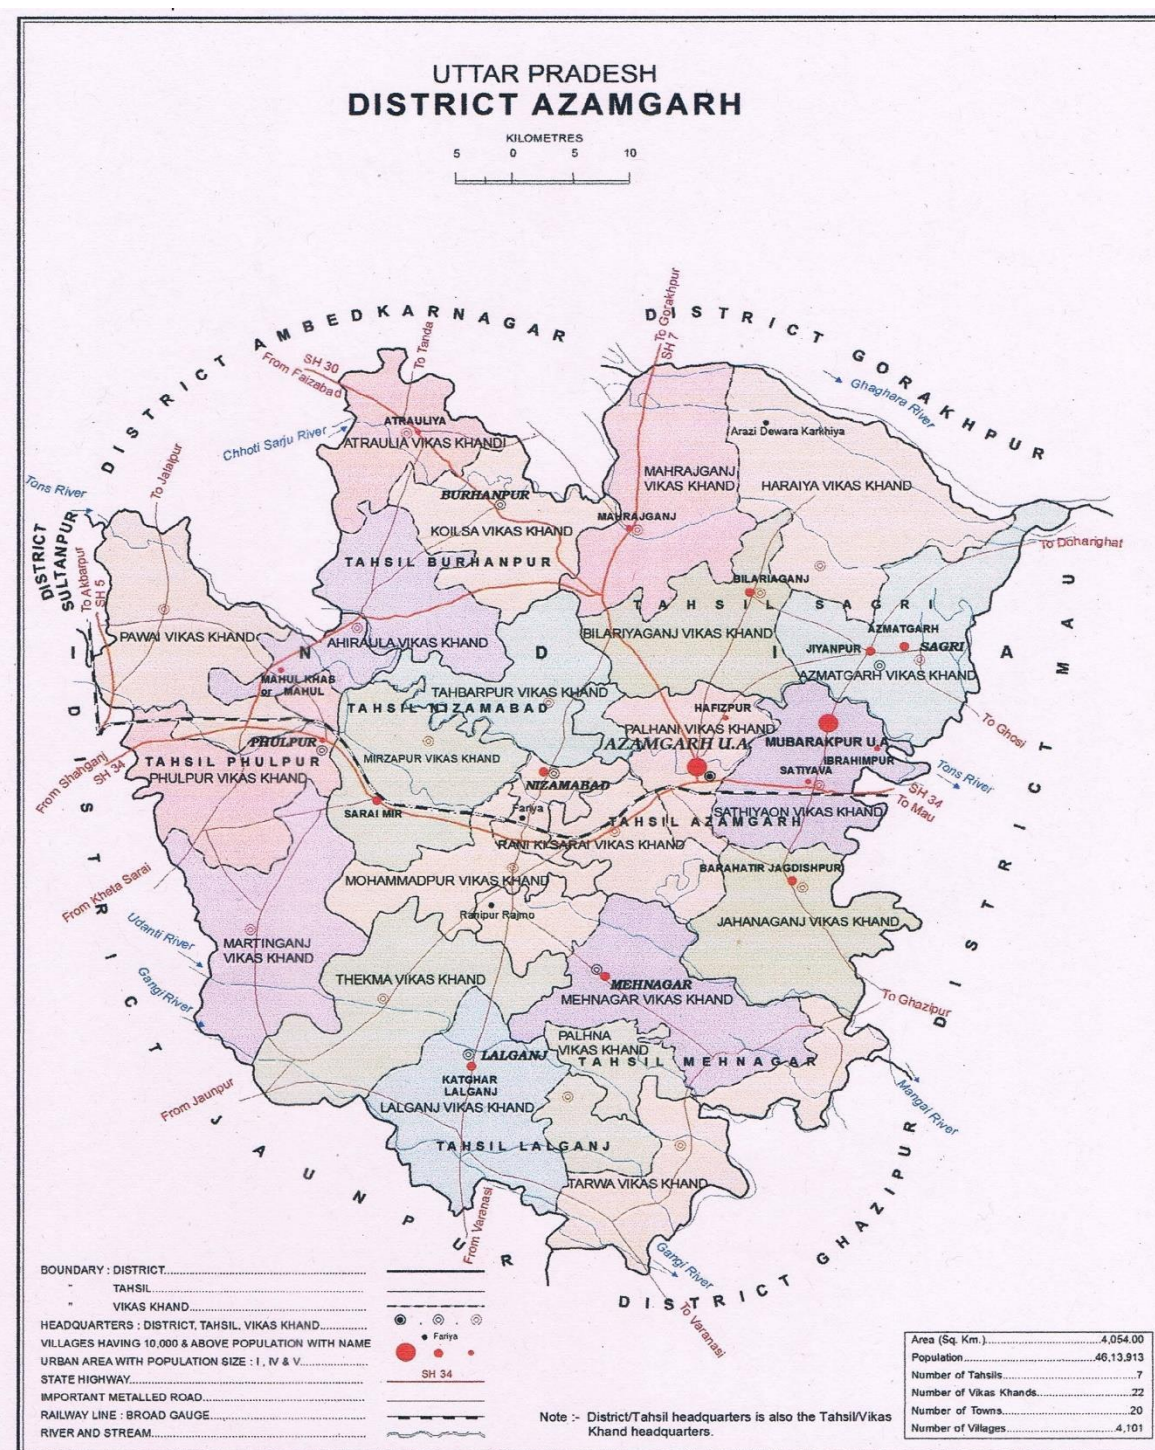 UTTAR PRADESH
DISTRICT AZAMGARH
KILOMETRES
5 0 5 10
DISTRICT AMBEDKARNAGAR
DISTRICT GORAKHPUR
To Gorakhpur
SH 7
To Tanda
SH 30
From Faizabad
Ghaghara River
ATRAULIYA
ATRAULIA VIKAS KHANDI
Chhoti Sarju River
Arazi Dewara Karkhiya
To Jalalpur
Tons River
MAHRAJGANJ
VIKAS KHAND
HARAIYA VIKAS KHAND
BURHANPUR
KOILSA VIKAS KHAND
MAHRAJGANJ
DISTRICT
SULTANPUR
To Akbarpur
SH 5
TAHSIL BURHANPUR
To Doharighat
BILARIAGANJ
TAHSIL SAGRI
PAWAI VIKAS KHAND
AHIRAULA VIKAS KHAND
BILARIYAGANJ VIKAS KHAND
AZMATGARH
JIYANPUR
SAGRI
I N D I A
AZMATGARH VIKAS KHAND
MAHUL KHAS
or MAHUL
TAHBARPUR VIKAS KHAND
TAHSIL NIZAMABAD
HAFIZPUR
PALHANI VIKAS KHAND
To Ghosi
DISTRICT MAU
PHULPUR
AZAMGARH U.A.
MUBARAKPUR U.A.
IBRAHIMPUR
TAHSIL PHULPUR
PHULPUR VIKAS KHAND
MIRZAPUR VIKAS KHAND
From Shahganj
SH 34
NIZAMABAD
SATIYAVA
Tons River
SH 34
To Mau
SARAI MIR
Fariya
TAHSIL AZAMGARH
SATHIYAON VIKAS KHAND
RANI KI SARAI VIKAS KHAND
BARAHATIR JAGDISHPUR
MOHAMMADPUR VIKAS KHAND
From Kheta Sarai
Ranipur Rajmo
JAHANAGANJ VIKAS KHAND
Udanti River
MARTINGANJ
VIKAS KHAND
THEKMA VIKAS KHAND
Gangi River
MEHNAGAR
MEHNAGAR VIKAS KHAND
To Ghazipur
PALHNA
VIKAS KHAND
TAHSIL MEHNAGAR
LALGANJ
KATGHAR
LALGANJ
LALGANJ VIKAS KHAND
From Jaunpur
Mangai River
TAHSIL LALGANJ
TARWA VIKAS KHAND
DISTRICT JAUNPUR
From Varanasi
Gangi River
To Varanasi
DISTRICT GHAZIPUR
DISTRICT
BOUNDARY : DISTRICT
" TAHSIL
" VIKAS KHAND
HEADQUARTERS : DISTRICT, TAHSIL, VIKAS KHAND
VILLAGES HAVING 10,000 & ABOVE POPULATION WITH NAME Fariya
URBAN AREA WITH POPULATION SIZE : I , IV & V
STATE HIGHWAY SH 34
IMPORTANT METALLED ROAD
RAILWAY LINE : BROAD GAUGE
RIVER AND STREAM
Note :- District/Tahsil headquarters is also the Tahsil/Vikas
Khand headquarters.
Area (Sq. Km.) 4,054.00
Population 46,13,913
Number of Tahsils 7
Number of Vikas Khands 22
Number of Towns 20
Number of Villages 4,101